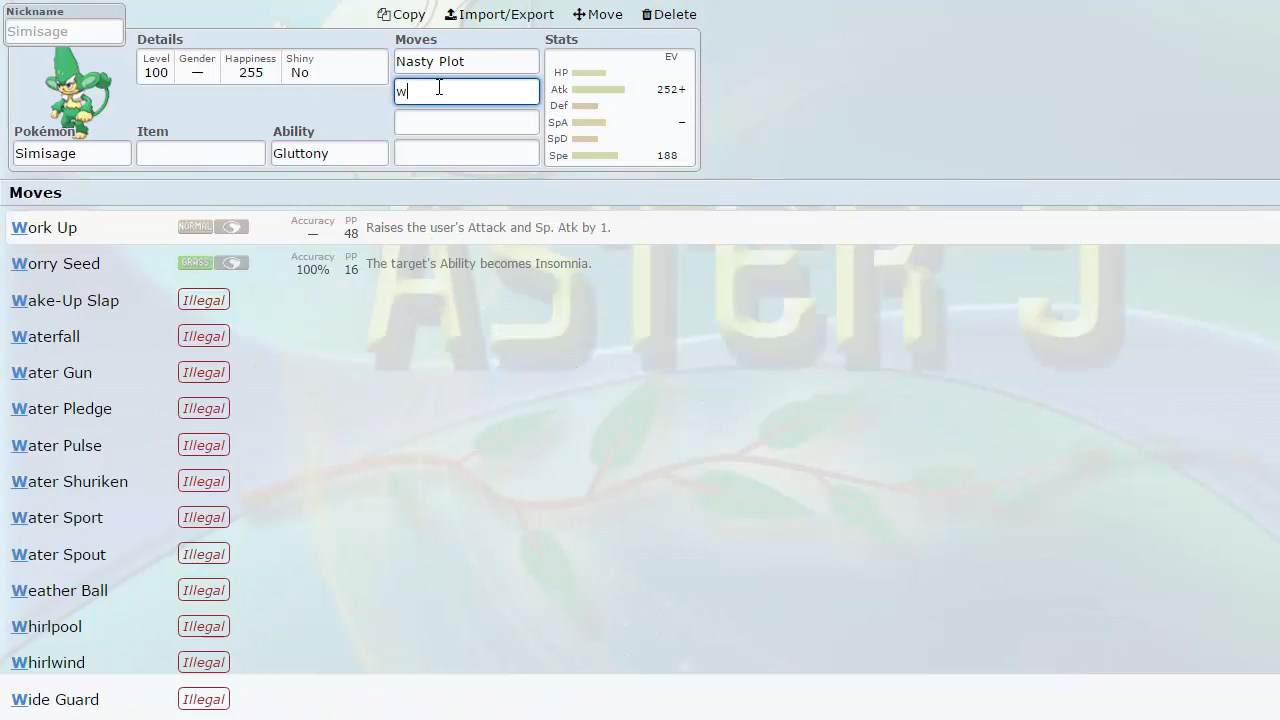 Nickname
Simisage
Copy Import/Export Move Delete
Details
Level Gender Happiness Shiny
100 — 255 No
Moves
Nasty Plot
w
Stats
EV
HP
Atk 252+
Def
SpA −
SpD
Spe 188
Pokémon Item Ability
Simisage Gluttony
Moves
Work Up NORMAL Accuracy — PP 48 Raises the user's Attack and Sp. Atk by 1.
Worry Seed GRASS Accuracy 100% PP 16 The target's Ability becomes Insomnia.
Wake-Up Slap Illegal
Waterfall Illegal
Water Gun Illegal
Water Pledge Illegal
Water Pulse Illegal
Water Shuriken Illegal
Water Sport Illegal
Water Spout Illegal
Weather Ball Illegal
Whirlpool Illegal
Whirlwind Illegal
Wide Guard Illegal